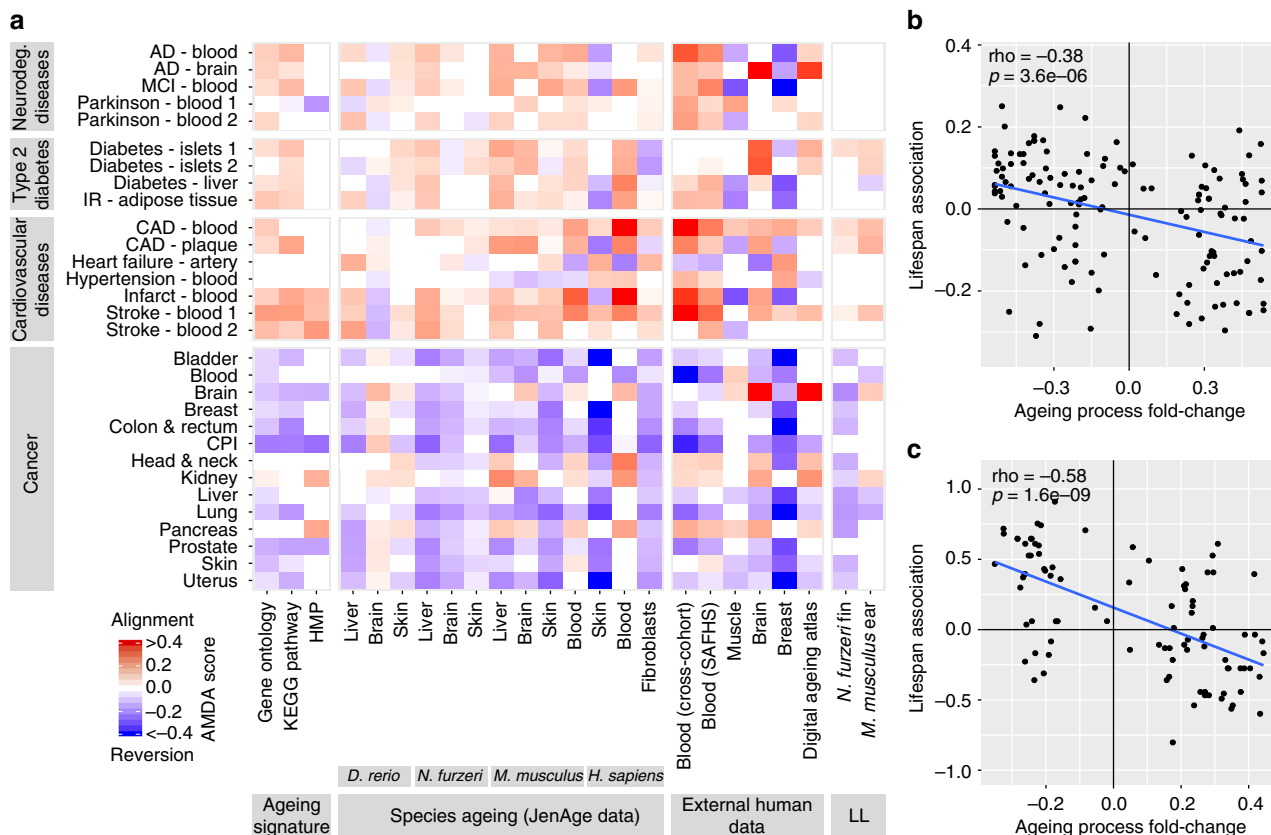 a
Neurodeg. diseases
AD - blood
AD - brain
MCI - blood
Parkinson - blood 1
Parkinson - blood 2
Type 2 diabetes
Diabetes - islets 1
Diabetes - islets 2
Diabetes - liver
IR - adipose tissue
Cardiovascular diseases
CAD - blood
CAD - plaque
Heart failure - artery
Hypertension - blood
Infarct - blood
Stroke - blood 1
Stroke - blood 2
Cancer
Bladder
Blood
Brain
Breast
Colon & rectum
CPI
Head & neck
Kidney
Liver
Lung
Pancreas
Prostate
Skin
Uterus
Gene ontology
KEGG pathway
HMP
Liver
Brain
Skin
Liver
Brain
Skin
Liver
Brain
Skin
Blood
Skin
Blood
Fibroblasts
Blood (cross-cohort)
Blood (SAFHS)
Muscle
Brain
Breast
Digital ageing atlas
N. furzeri fin
M. musculus ear
Alignment
>0.4
0.2
0.0
−0.2
<−0.4
AMDA score
Reversion
D. rerio
N. furzeri
M. musculus
H. sapiens
Ageing signature
Species ageing (JenAge data)
External human data
LL
b
rho = −0.38
p = 3.6e−06
0.4
0.2
0.0
−0.2
Lifespan association
−0.3
0.0
0.3
Ageing process fold-change
c
rho = −0.58
p = 1.6e−09
1.0
0.5
0.0
−0.5
−1.0
Lifespan association
−0.2
0.0
0.2
0.4
Ageing process fold-change